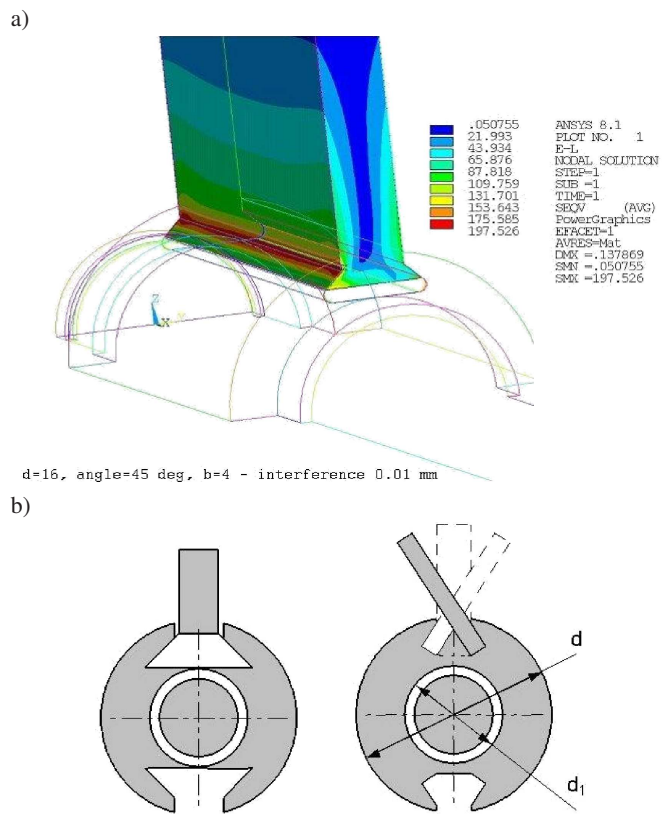 a)
.050755
21.993
43.934
65.876
87.818
109.759
131.701
153.643
175.585
197.526
ANSYS 8.1
PLOT NO. 1
E-L
NODAL SOLUTION
STEP=1
SUB =1
TIME=1
SEQV (AVG)
PowerGraphics
EFACET=1
AVRES=Mat
DMX =.137869
SMN =.050755
SMX =197.526
Z
X
Y
d=16, angle=45 deg, b=4 - interference 0.01 mm
b)
d
d1